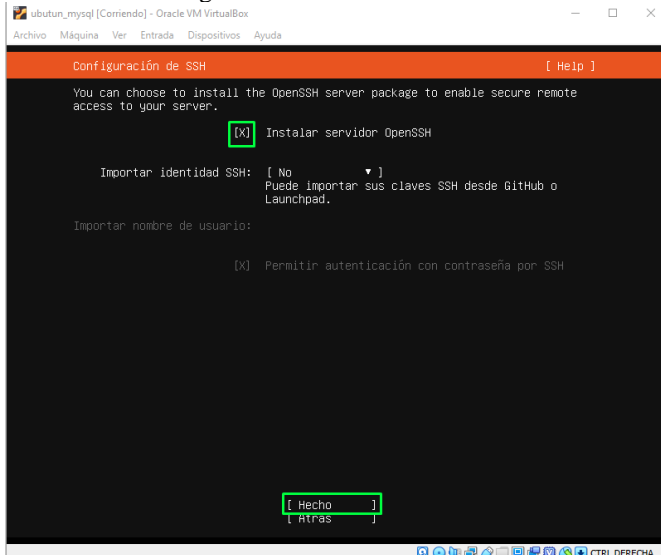 ubutun_mysql [Corriendo] - Oracle VM VirtualBox
Archivo Máquina Ver Entrada Dispositivos Ayuda
Configuración de SSH [ Help ]
You can choose to install the OpenSSH server package to enable secure remote
access to your server.
[X] Instalar servidor OpenSSH
Importar identidad SSH: [ No ▾ ]
Puede importar sus claves SSH desde GitHub o
Launchpad.
Importar nombre de usuario:
[X] Permitir autenticación con contraseña por SSH
[ Hecho ]
[ Atrás ]
CTRL DERECHA